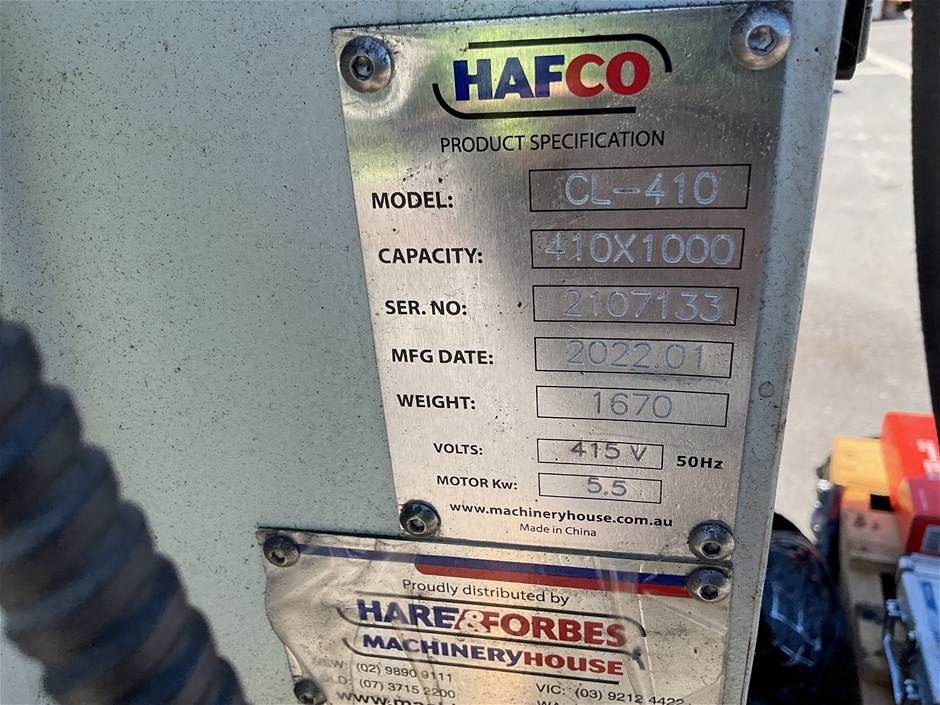 HAFCO
PRODUCT SPECIFICATION
MODEL: CL-410
CAPACITY: 410X1000
SER. NO: 2107133
MFG DATE: 2022.01
WEIGHT: 1670
VOLTS: 415 V 50Hz
MOTOR Kw: 5.5
www.machineryhouse.com.au
Made in China
Proudly distributed by
HARE&FORBES
MACHINERYHOUSE
(02) 9890 9111
(07) 3715 2200
VIC: (03) 9212 4422